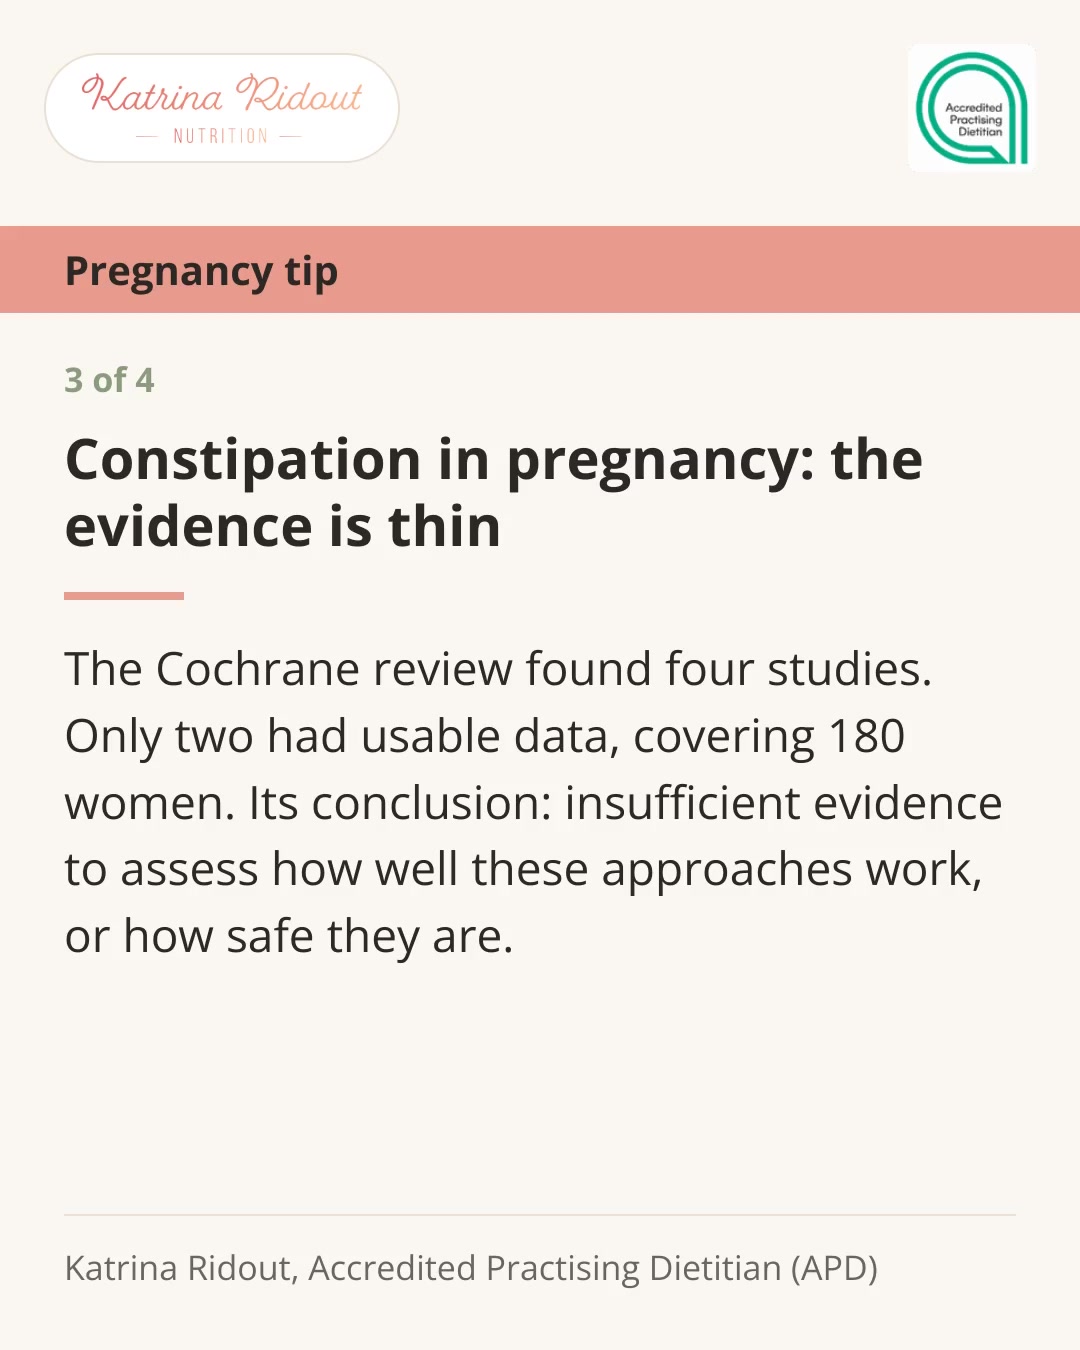 Katrina Ridout
NUTRITION
Accredited
Practising
Dietitian
Pregnancy tip
3 of 4
Constipation in pregnancy: the
evidence is thin
The Cochrane review found four studies.
Only two had usable data, covering 180
women. Its conclusion: insufficient evidence
to assess how well these approaches work,
or how safe they are.
Katrina Ridout, Accredited Practising Dietitian (APD)